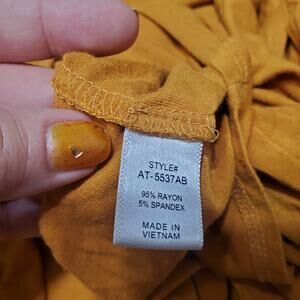 STYLE#
AT-5537AB
95% RAYON
5% SPANDEX
MADE IN
VIETNAM